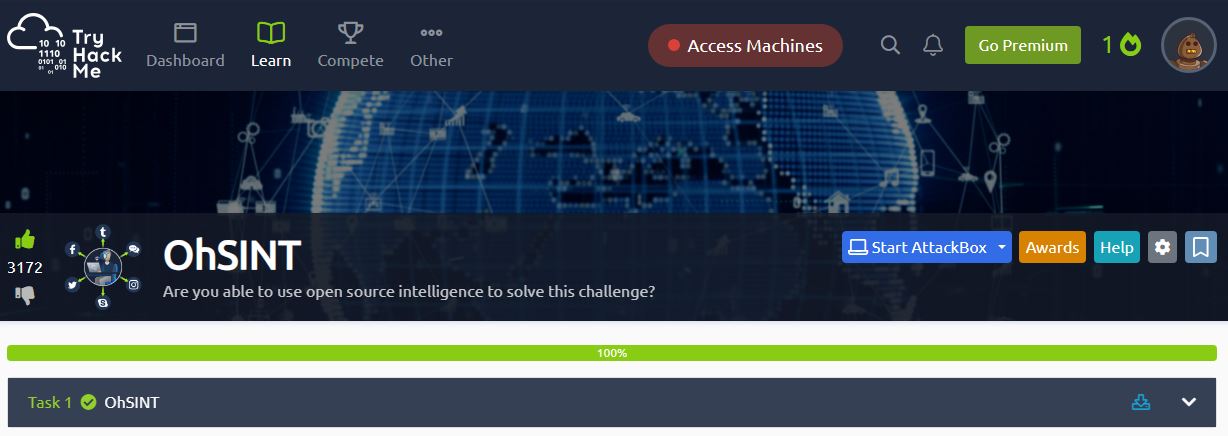 Try
Hack
Me
10 10
1110
0101 01
01 010
Dashboard
Learn
Compete
Other
Access Machines
Go Premium
1
3172
OhSINT
Are you able to use open source intelligence to solve this challenge?
Start AttackBox
Awards
Help
100%
Task 1
OhSINT